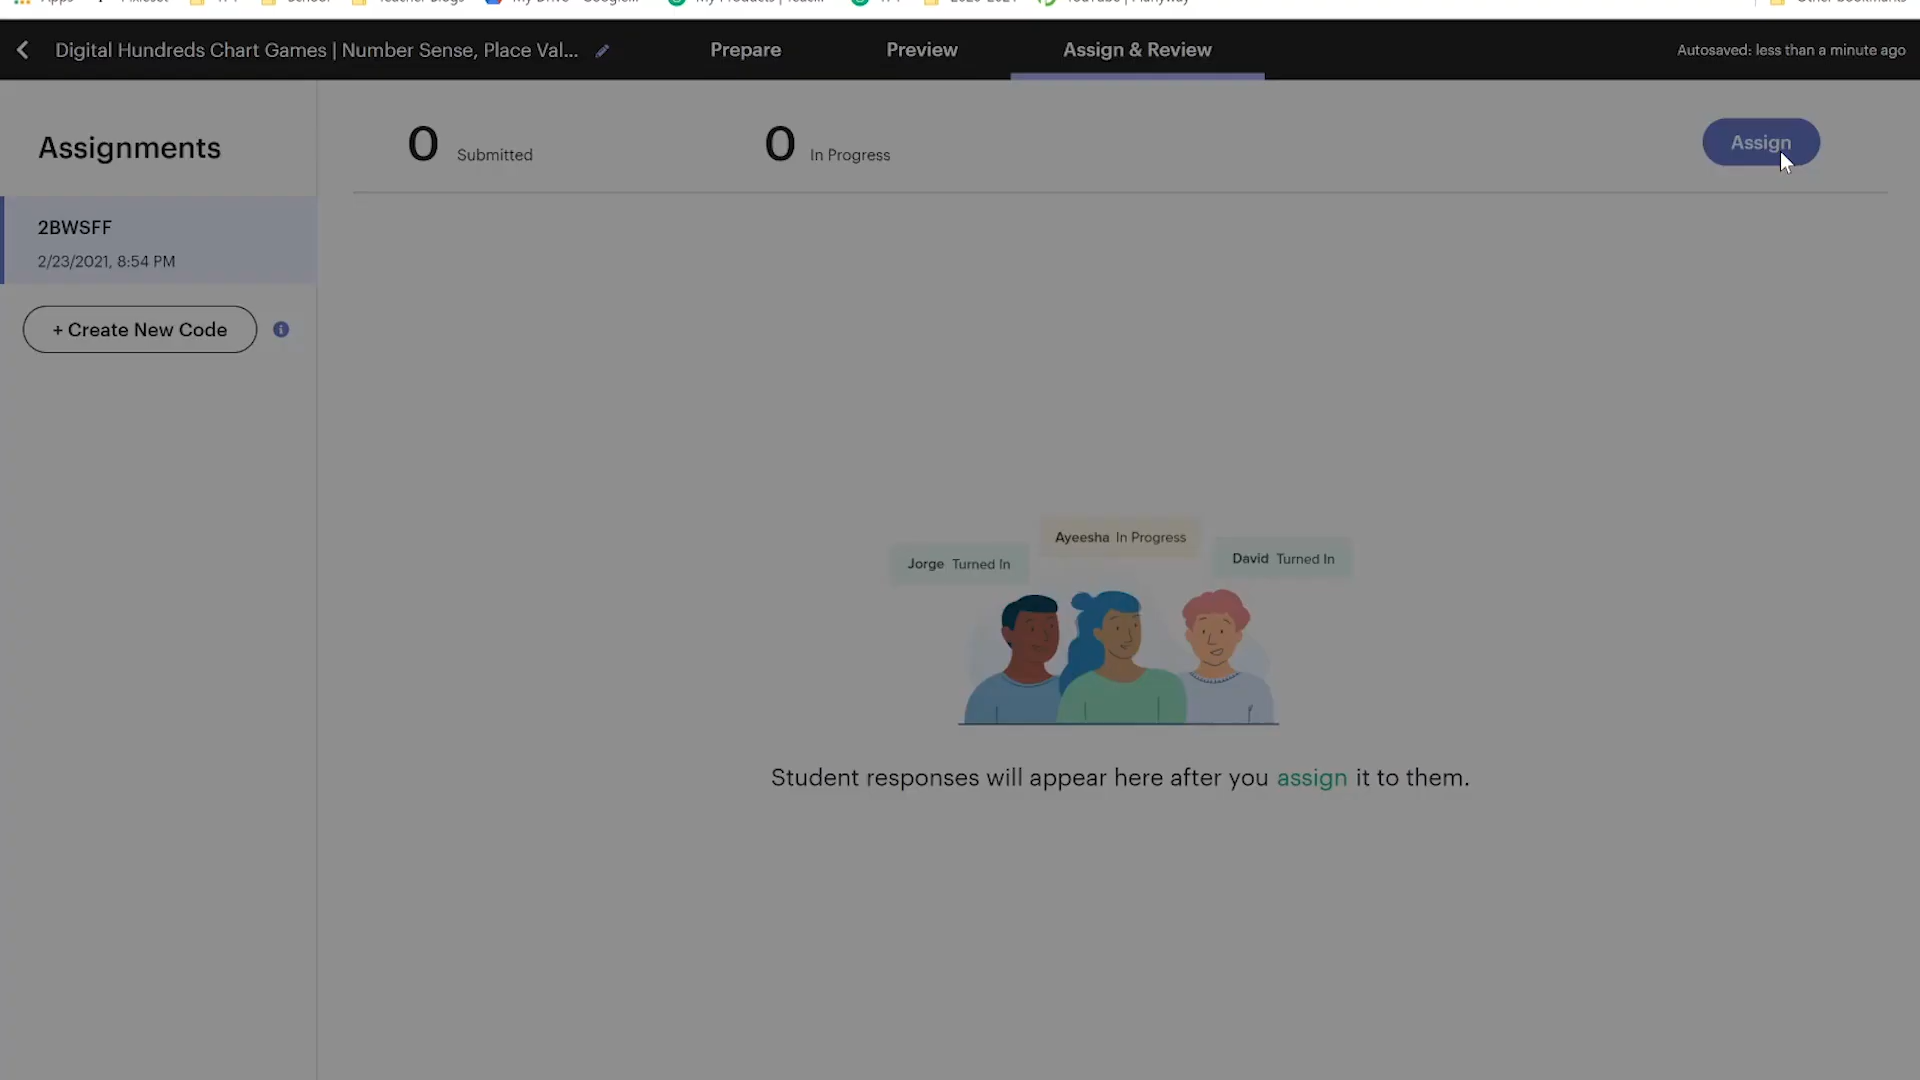 Digital Hundreds Chart Games | Number Sense, Place Val...
Prepare
Preview
Assign & Review
Autosaved: less than a minute ago
Assignments
0 Submitted
0 In Progress
Assign
2BWSFF
2/23/2021, 8:54 PM
+ Create New Code
Ayeesha In Progress
Jorge Turned In
David Turned In
Student responses will appear here after you assign it to them.